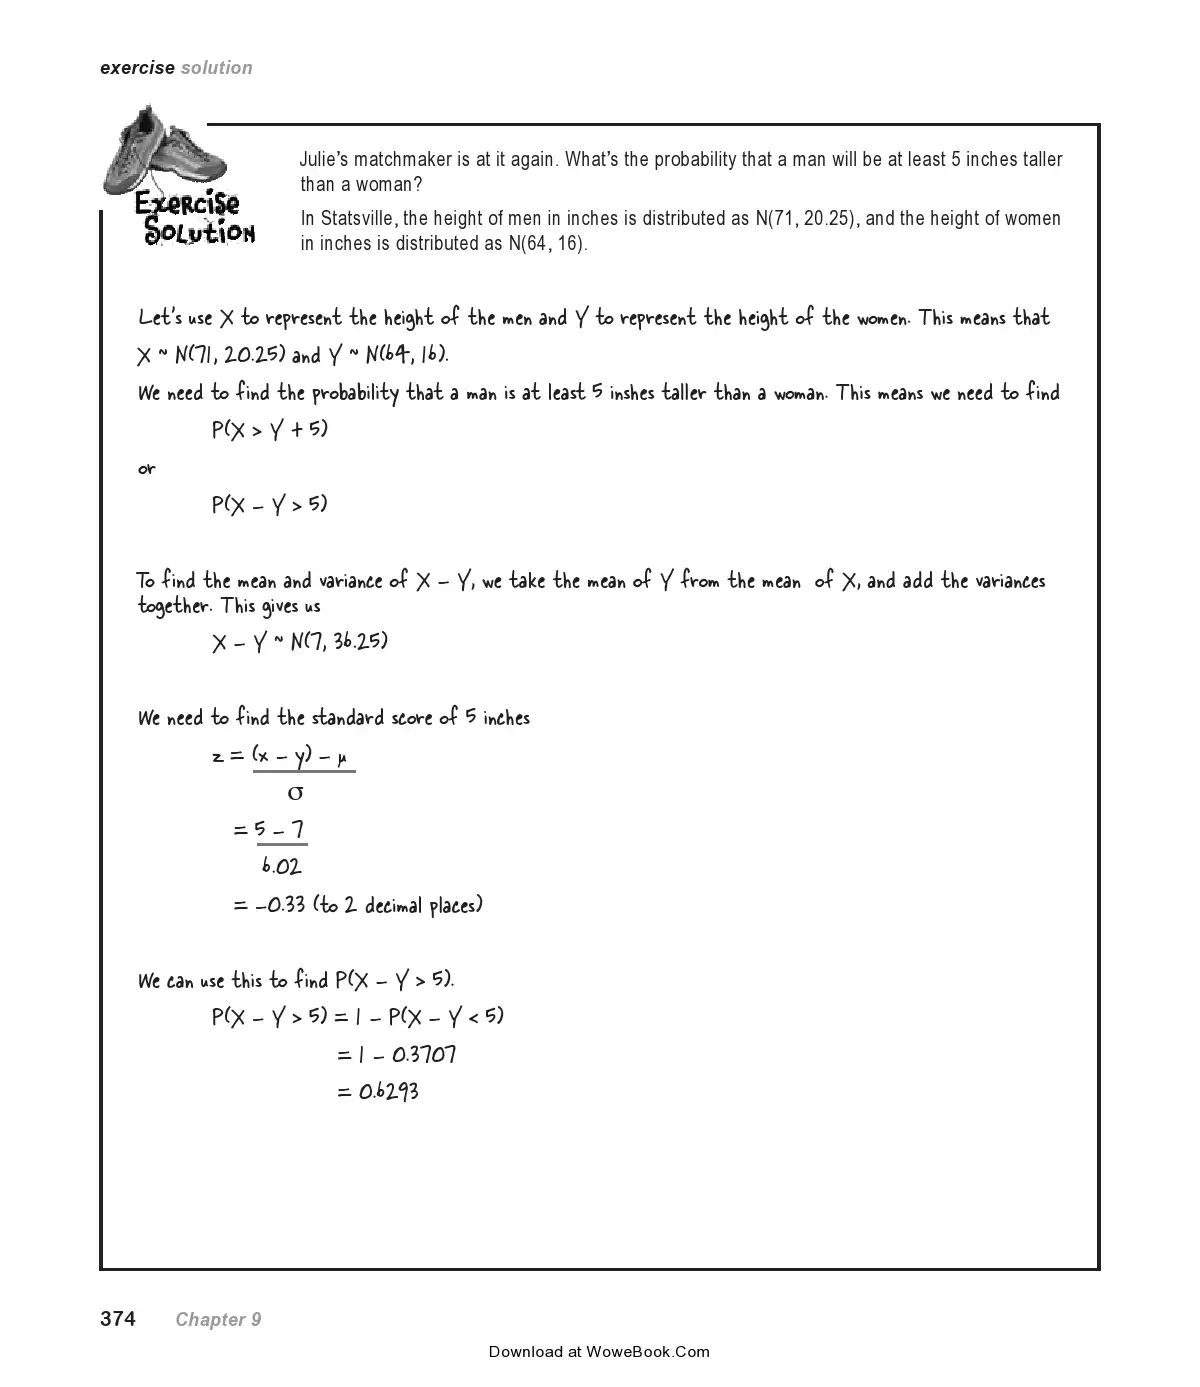 exercise solution
Julie’s matchmaker is at it again. What’s the probability that a man will be at least 5 inches taller
than a woman?
Exercise
Solution
In Statsville, the height of men in inches is distributed as N(71, 20.25), and the height of women
in inches is distributed as N(64, 16).
Let's use X to represent the height of the men and Y to represent the height of the women. This means that
X ~ N(71, 20.25) and Y ~ N(64, 16).
We need to find the probability that a man is at least 5 inshes taller than a woman. This means we need to find
P(X > Y + 5)
or
P(X – Y > 5)
To find the mean and variance of X – Y, we take the mean of Y from the mean of X, and add the variances
together. This gives us
X – Y ~ N(7, 36.25)
We need to find the standard score of 5 inches
z = (x – y) – μ
σ
= 5 – 7
6.02
= –0.33 (to 2 decimal places)
We can use this to find P(X – Y > 5).
P(X – Y > 5) = 1 – P(X – Y < 5)
= 1 – 0.3707
= 0.6293
374 Chapter 9
Download at WoweBook.Com